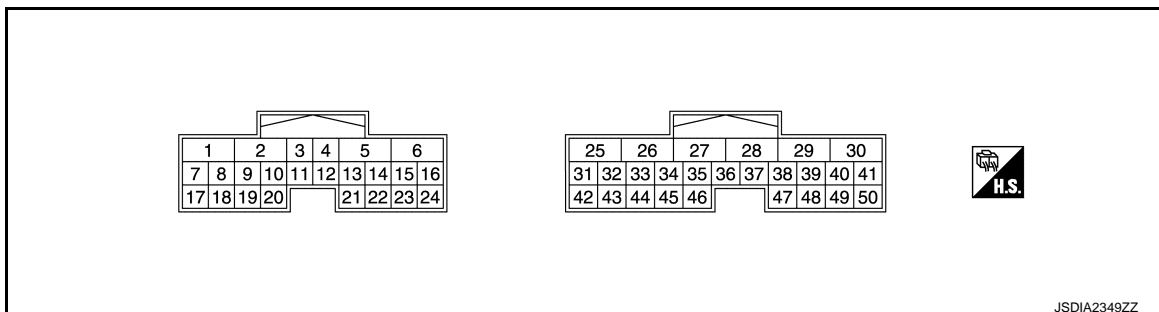 1 2 3 4 5 6
7 8 9 10 11 12 13 14 15 16
17 18 19 20 21 22 23 24
25 26 27 28 29 30
31 32 33 34 35 36 37 38 39 40 41
42 43 44 45 46 47 48 49 50
H.S.
JSDIA2349ZZ